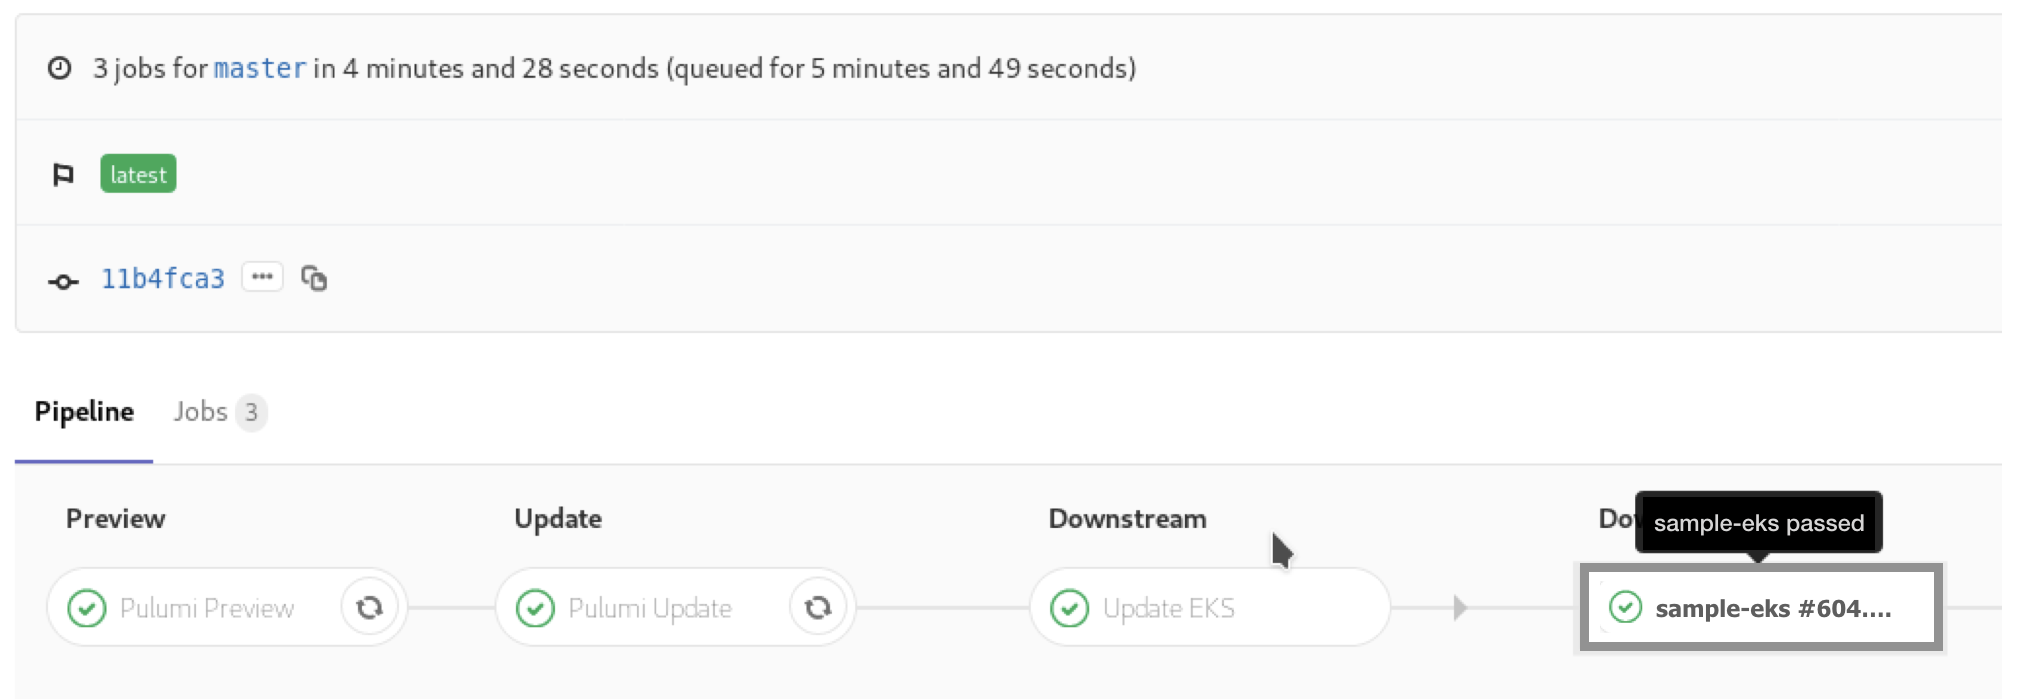 3 jobs for master in 4 minutes and 28 seconds (queued for 5 minutes and 49 seconds)
latest
11b4fca3
Pipeline Jobs 3
Preview Update Downstream
sample-eks passed
Pulumi Preview Pulumi Update Update EKS sample-eks #604....